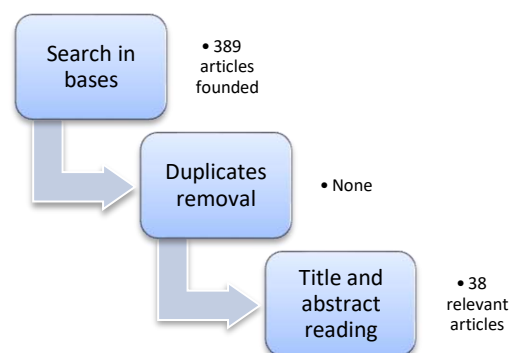 Search in
bases
• 389
articles
founded
Duplicates
removal
• None
Title and
abstract
reading
• 38
relevant
articles